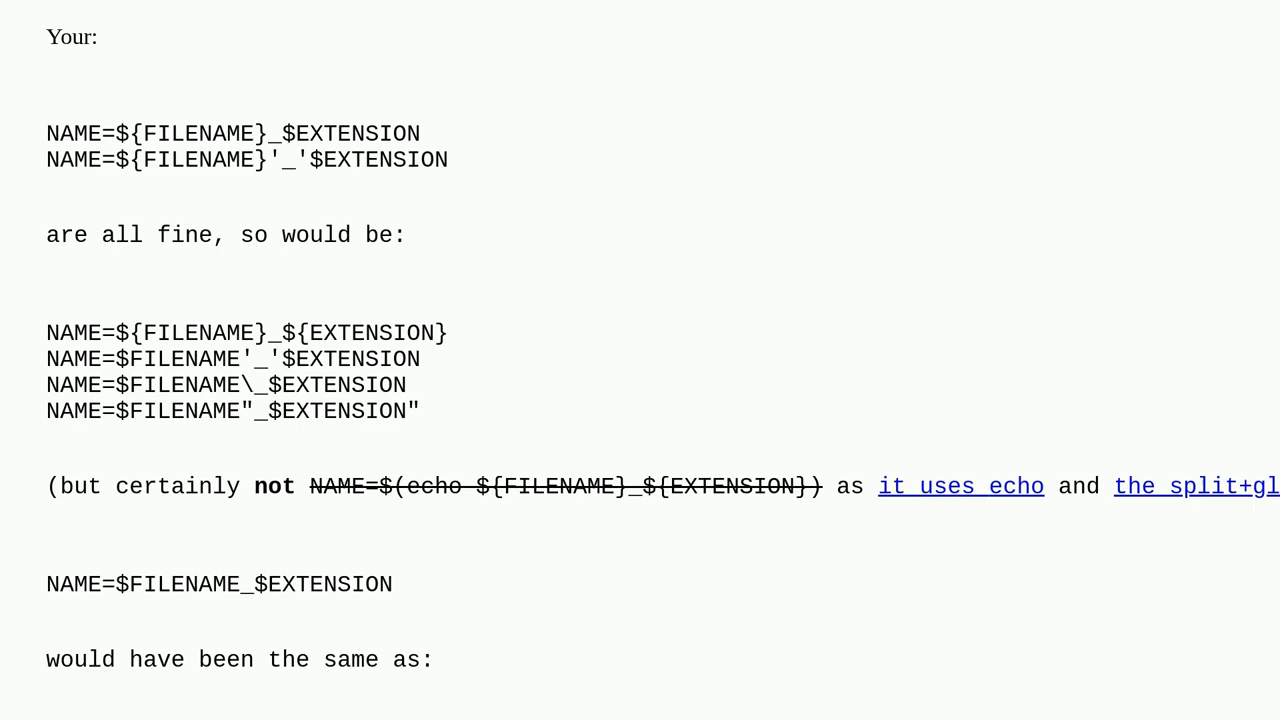 Your:
NAME=${FILENAME}_$EXTENSION
NAME=${FILENAME}'_'$EXTENSION
are all fine, so would be:
NAME=${FILENAME}_${EXTENSION}
NAME=$FILENAME'_'$EXTENSION
NAME=$FILENAME\_$EXTENSION
NAME=$FILENAME"_$EXTENSION"
(but certainly not NAME=$(echo ${FILENAME}_${EXTENSION}) as it uses echo and the split+gl
NAME=$FILENAME_$EXTENSION
would have been the same as: